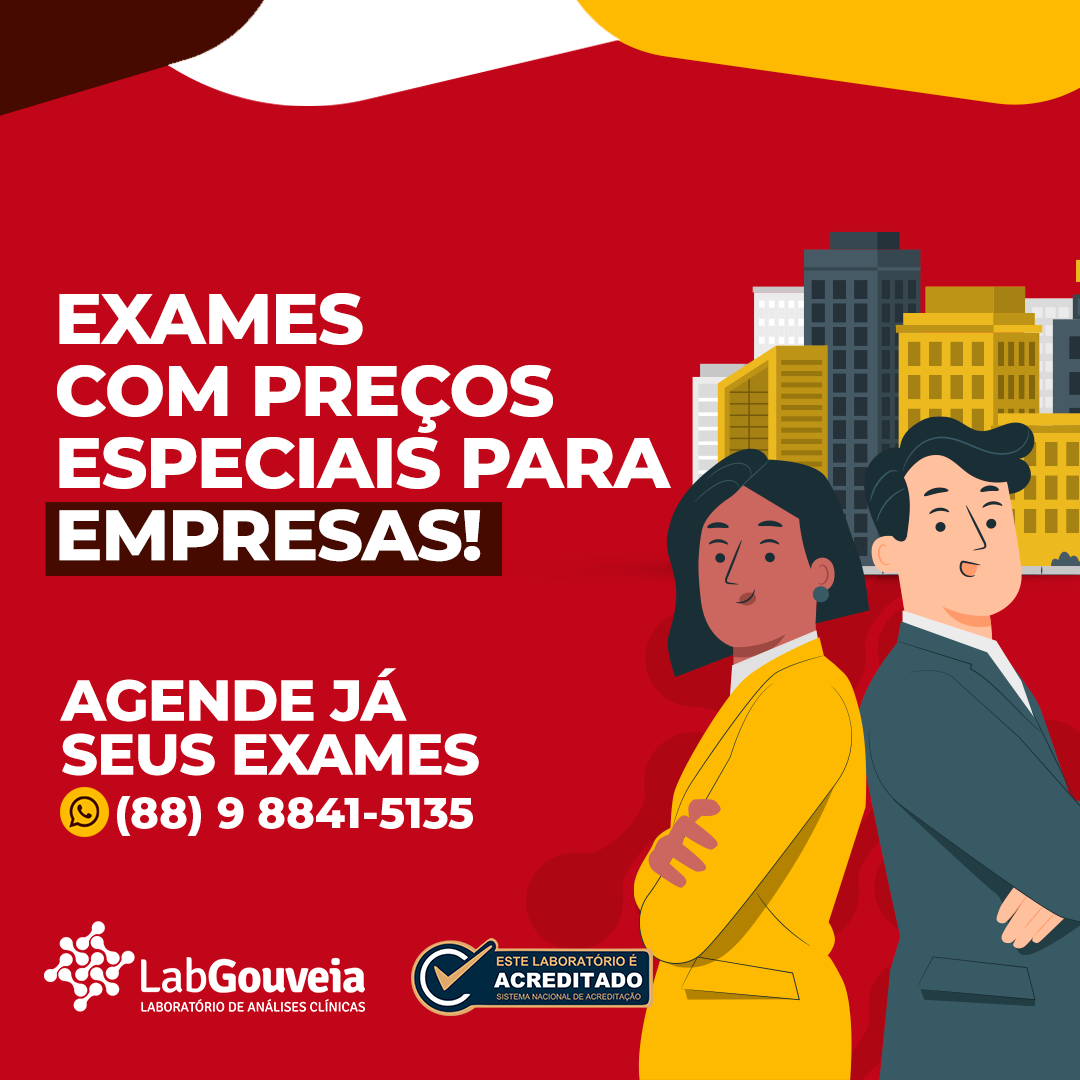 EXAMES
COM PREÇOS
ESPECIAIS PARA
EMPRESAS!
AGENDE JÁ
SEUS EXAMES
(88) 9 8841-5135
LabGouveia
LABORATÓRIO DE ANÁLISES CLÍNICAS
ESTE LABORATÓRIO É
ACREDITADO
SISTEMA NACIONAL DE ACREDITAÇÃO